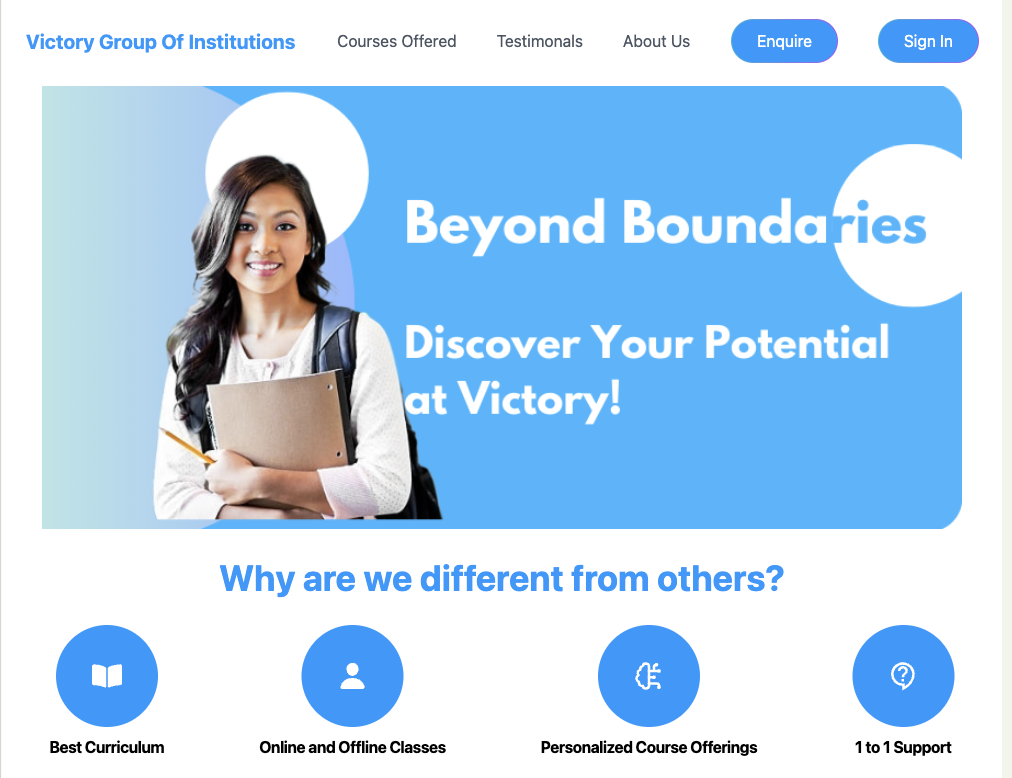 Victory Group Of Institutions
Courses Offered
Testimonals
About Us
Enquire
Sign In
Beyond Boundaries
Discover Your Potential
at Victory!
Why are we different from others?
Best Curriculum
Online and Offline Classes
Personalized Course Offerings
1 to 1 Support